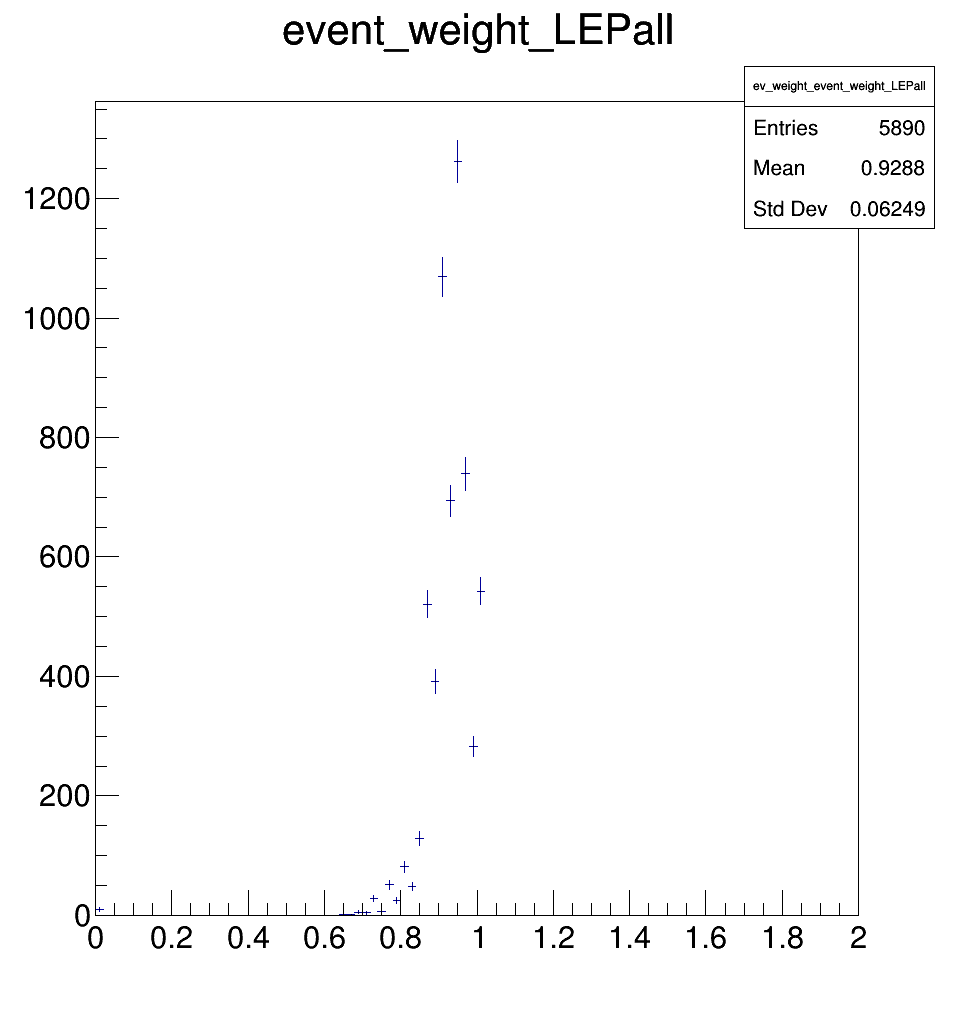 event_weight_LEPall
ev_weight_event_weight_LEPall
Entries 5890
Mean 0.9288
Std Dev 0.06249
1200
1000
800
600
400
200
0
0 0.2 0.4 0.6 0.8 1 1.2 1.4 1.6 1.8 2